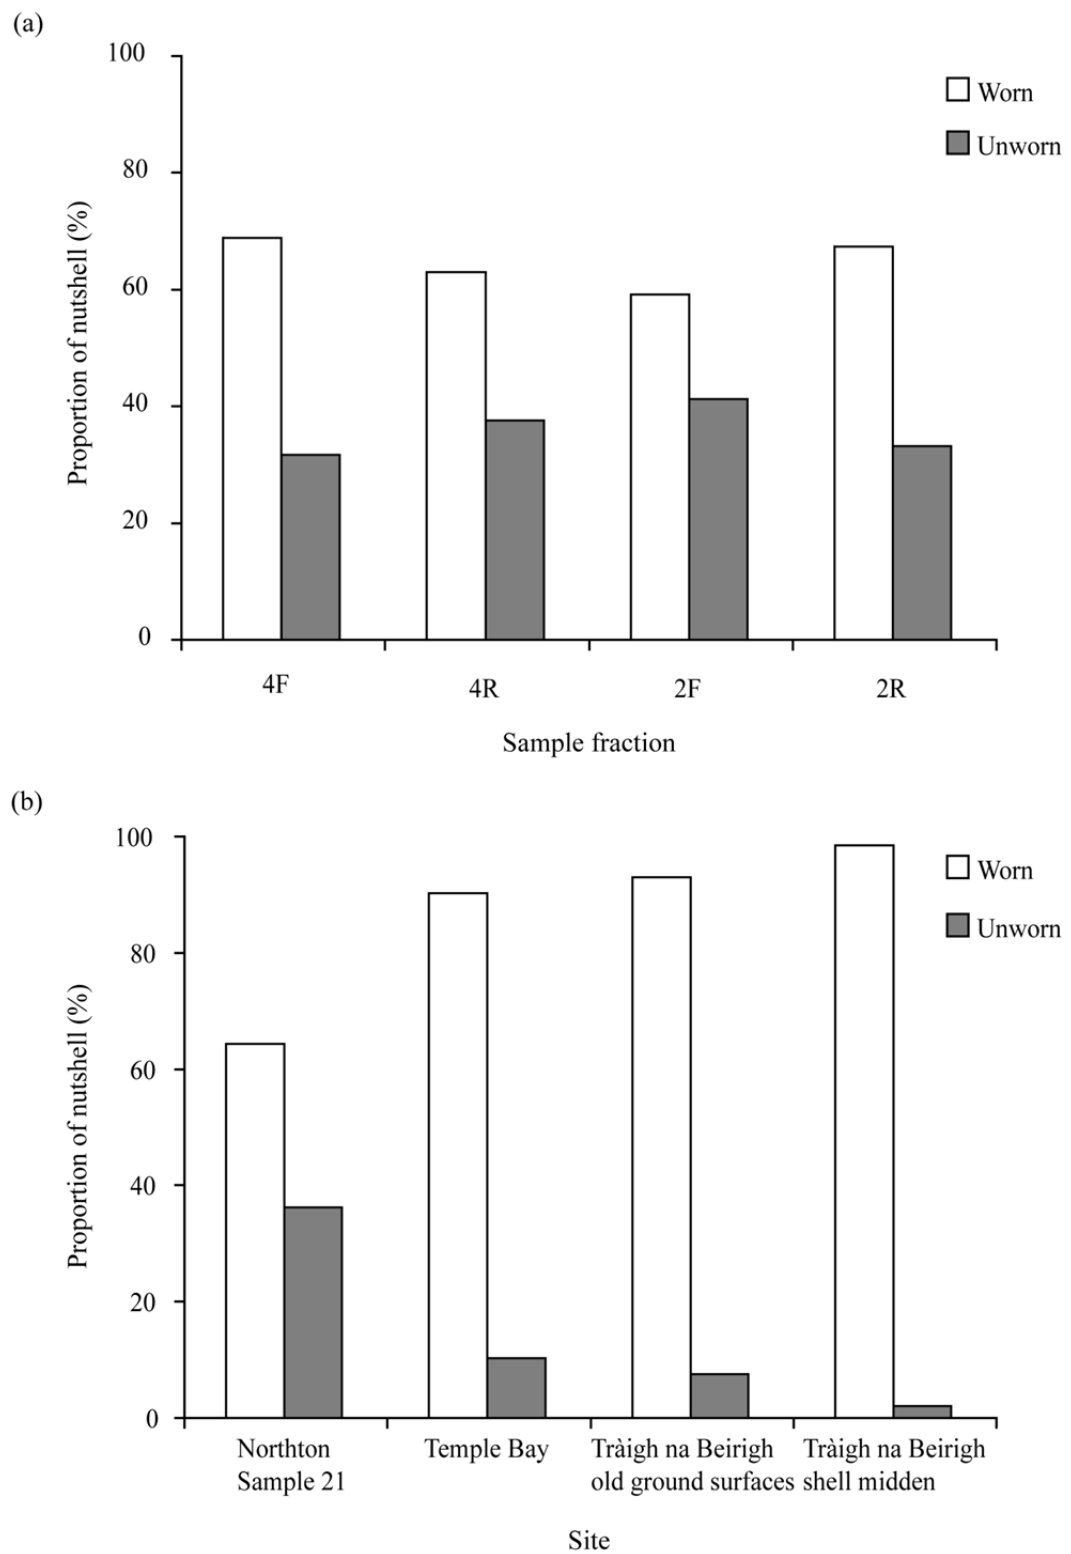 (a)
100
80
60
40
20
0
Proportion of nutshell (%)
Worn
Unworn
4F
4R
2F
2R
Sample fraction
(b)
100
80
60
40
20
0
Proportion of nutshell (%)
Worn
Unworn
Northton
Sample 21
Temple Bay
Tràigh na Beirigh
old ground surfaces
Tràigh na Beirigh
shell midden
Site